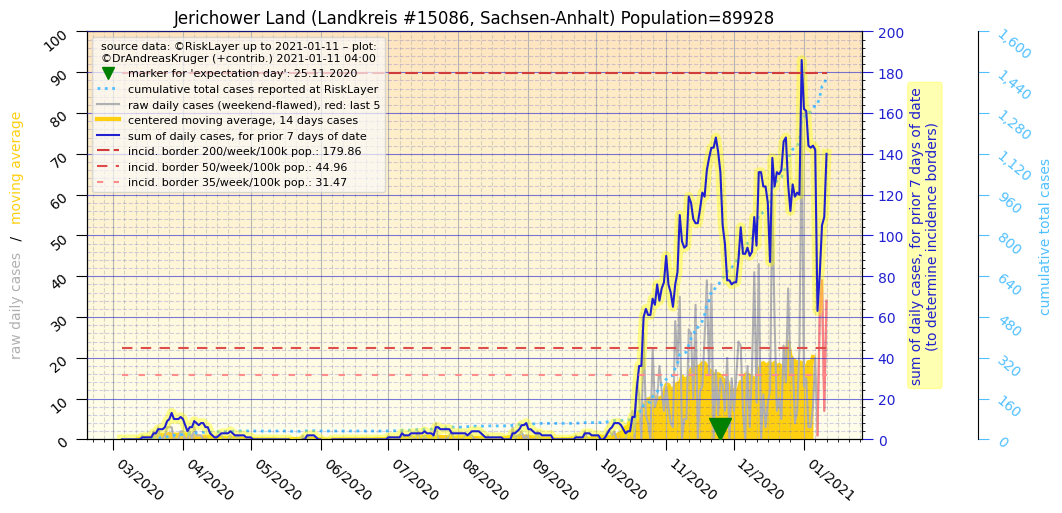 Jerichower Land (Landkreis #15086, Sachsen-Anhalt) Population=89928
source data: ©RiskLayer up to 2021-01-11 – plot:
©DrAndreasKruger (+contrib.) 2021-01-11 04:00
marker for 'expectation day': 25.11.2020
cumulative total cases reported at RiskLayer
raw daily cases (weekend-flawed), red: last 5
centered moving average, 14 days cases
sum of daily cases, for prior 7 days of date
incid. border 200/week/100k pop.: 179.86
incid. border 50/week/100k pop.: 44.96
incid. border 35/week/100k pop.: 31.47
raw daily cases / moving average
100
90
80
70
60
50
40
30
20
10
0
03/2020
04/2020
05/2020
06/2020
07/2020
08/2020
09/2020
10/2020
11/2020
12/2020
01/2021
200
180
160
140
120
100
80
60
40
20
0
sum of daily cases, for prior 7 days of date
(to determine incidence borders)
1,600
1,440
1,280
1,120
960
800
640
480
320
160
0
cumulative total cases